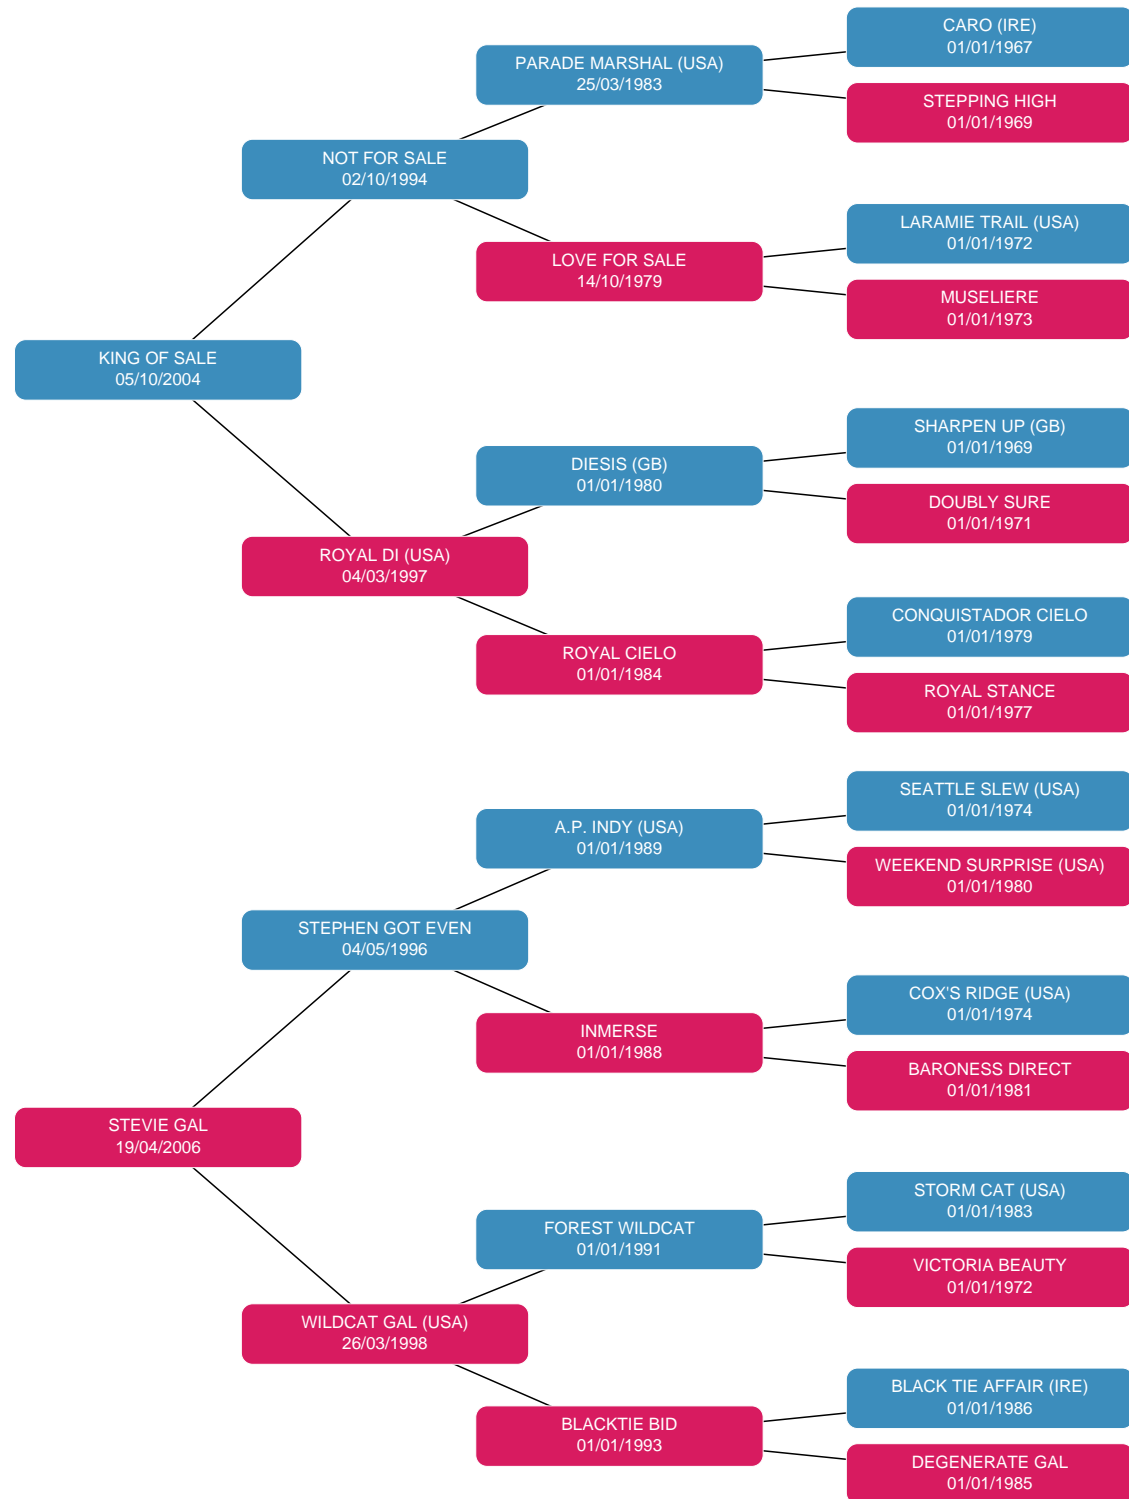 CARO (IRE)
01/01/1967
PARADE MARSHAL (USA)
25/03/1983
STEPPING HIGH
01/01/1969
NOT FOR SALE
02/10/1994
LARAMIE TRAIL (USA)
01/01/1972
LOVE FOR SALE
14/10/1979
MUSELIERE
01/01/1973
KING OF SALE
05/10/2004
SHARPEN UP (GB)
01/01/1969
DIESIS (GB)
01/01/1980
DOUBLY SURE
01/01/1971
ROYAL DI (USA)
04/03/1997
CONQUISTADOR CIELO
01/01/1979
ROYAL CIELO
01/01/1984
ROYAL STANCE
01/01/1977
SEATTLE SLEW (USA)
01/01/1974
A.P. INDY (USA)
01/01/1989
WEEKEND SURPRISE (USA)
01/01/1980
STEPHEN GOT EVEN
04/05/1996
COX'S RIDGE (USA)
01/01/1974
INMERSE
01/01/1988
BARONESS DIRECT
01/01/1981
STEVIE GAL
19/04/2006
STORM CAT (USA)
01/01/1983
FOREST WILDCAT
01/01/1991
VICTORIA BEAUTY
01/01/1972
WILDCAT GAL (USA)
26/03/1998
BLACK TIE AFFAIR (IRE)
01/01/1986
BLACKTIE BID
01/01/1993
DEGENERATE GAL
01/01/1985